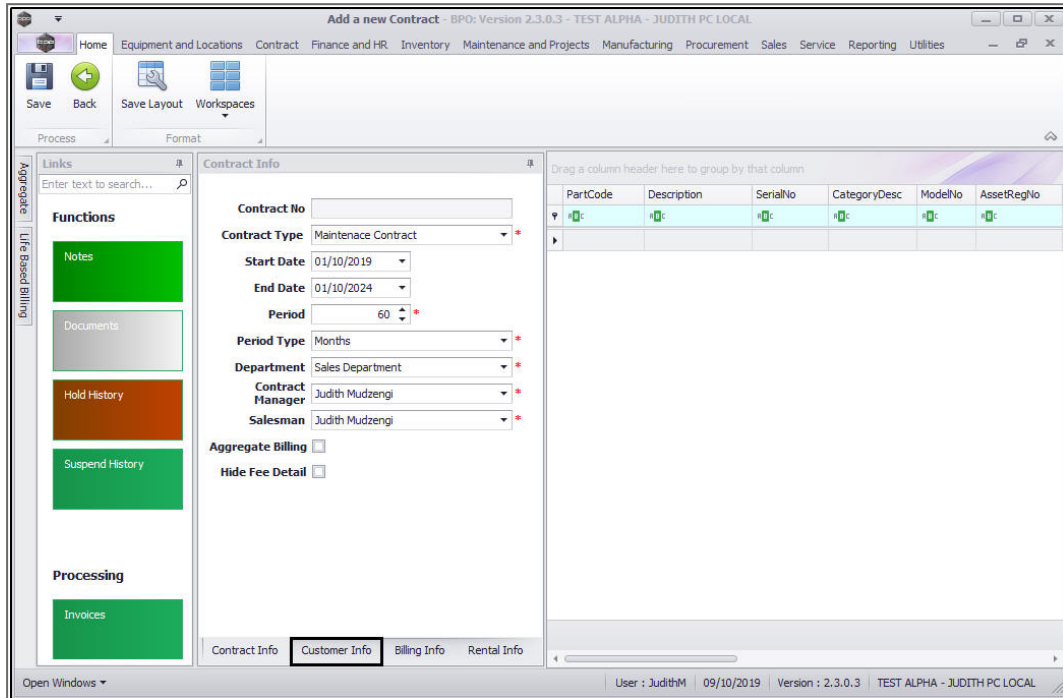 Add a new Contract - BPO: Version 2.3.0.3 - TEST ALPHA - JUDITH PC LOCAL
Home Equipment and Locations Contract Finance and HR Inventory Maintenance and Projects Manufacturing Procurement Sales Service Reporting Utilities
Save Back Save Layout Workspaces
Process Format
Aggregate
Life Based Billing
Links
Enter text to search...
Functions
Notes
Documents
Hold History
Suspend History
Processing
Invoices
Contract Info
Contract No
Contract Type Maintenace Contract *
Start Date 01/10/2019
End Date 01/10/2024
Period 60 *
Period Type Months *
Department Sales Department *
Contract
Manager Judith Mudzengi *
Salesman Judith Mudzengi *
Aggregate Billing
Hide Fee Detail
Contract Info Customer Info Billing Info Rental Info
Drag a column header here to group by that column
PartCode Description SerialNo CategoryDesc ModelNo AssetRegNo
Open Windows User : JudithM 09/10/2019 Version : 2.3.0.3 TEST ALPHA - JUDITH PC LOCAL